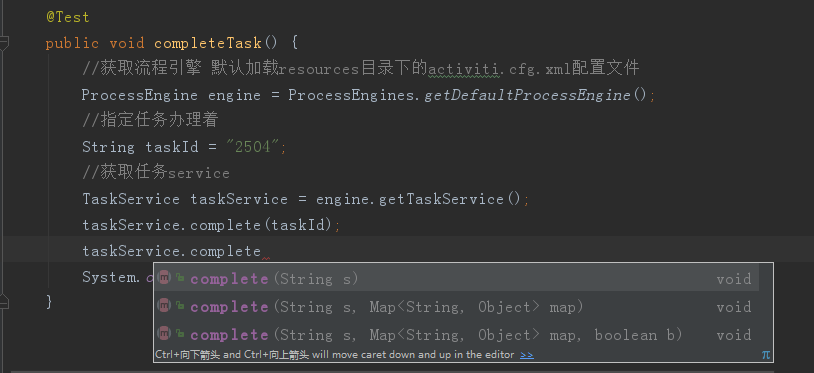 @Test
public void completeTask() {
//获取流程引擎 默认加载resources目录下的activiti.cfg.xml配置文件
ProcessEngine engine = ProcessEngines.getDefaultProcessEngine();
//指定任务办理着
String taskId = "2504";
//获取任务service
TaskService taskService = engine.getTaskService();
taskService.complete(taskId);
taskService.complete
System.
complete(String s) void
complete(String s, Map<String, Object> map) void
complete(String s, Map<String, Object> map, boolean b) void
Ctrl+向下箭头 and Ctrl+向上箭头 will move caret down and up in the editor >> π
}